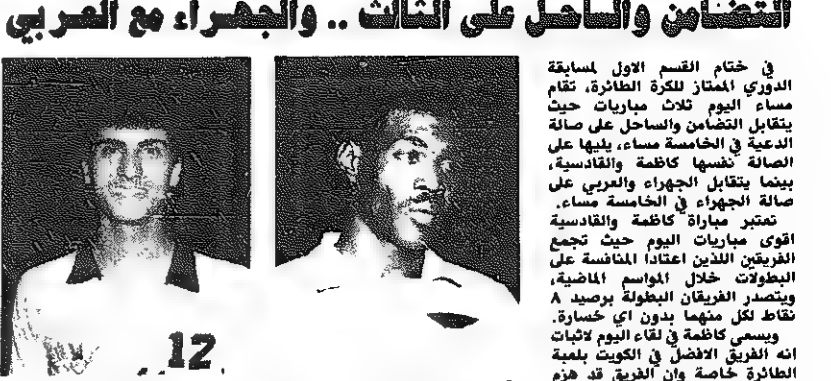 التضامن والساحل على الثالث .. والجهراء مع العربي
في ختام القسم الاول لمسابقة
الدوري الممتاز للكرة الطائرة، تقام
مساء اليوم ثلاث مباريات حيث
يتقابل التضامن والساحل على صالة
الدعية في الخامسة مساء، يليها على
الصالة نفسها كاظمة والقادسية،
بينما يتقابل الجهراء والعربي على
صالة الجهراء في الخامسة مساء.
تعتبر مباراة كاظمة والقادسية
اقوى مباريات اليوم حيث تجمع
الفريقين اللذين اعتادا المنافسة على
البطولات خلال المواسم الماضية،
ويتصدر الفريقان البطولة برصيد ٨
نقاط لكل منهما بدون اي خسارة.
ويسعى كاظمة في لقاء اليوم لاثبات
انه الفريق الافضل في الكويت بلعبة
الطائرة خاصة وان الفريق قد هزم
12